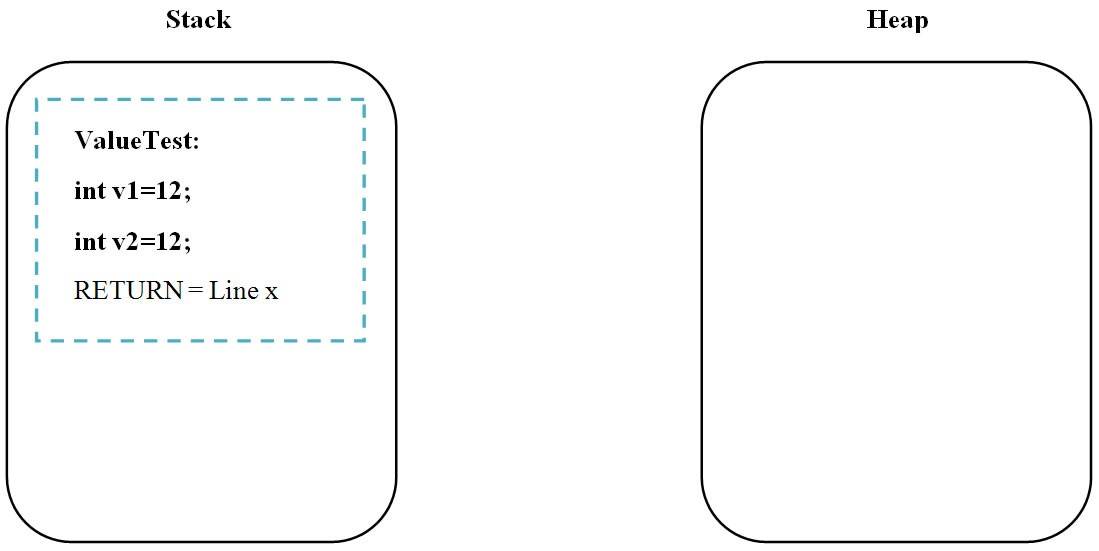 Stack
Heap
ValueTest:
int v1=12;
int v2=12;
RETURN = Line x